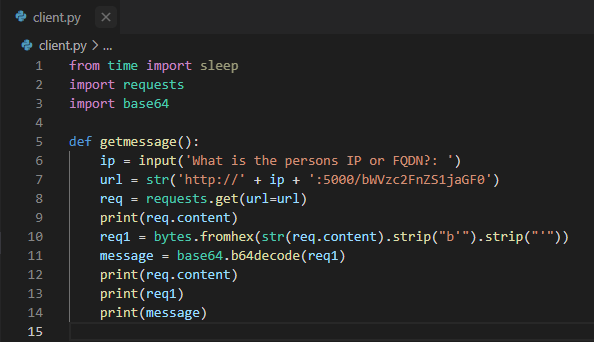 client.py
client.py > ...
1 from time import sleep
2 import requests
3 import base64
4
5 def getmessage():
6     ip = input('What is the persons IP or FQDN?: ')
7     url = str('http://' + ip + ':5000/bWVzc2FnZS1jaGF0')
8     req = requests.get(url=url)
9     print(req.content)
10     req1 = bytes.fromhex(str(req.content).strip("b'").strip("'"))
11     message = base64.b64decode(req1)
12     print(req.content)
13     print(req1)
14     print(message)
15